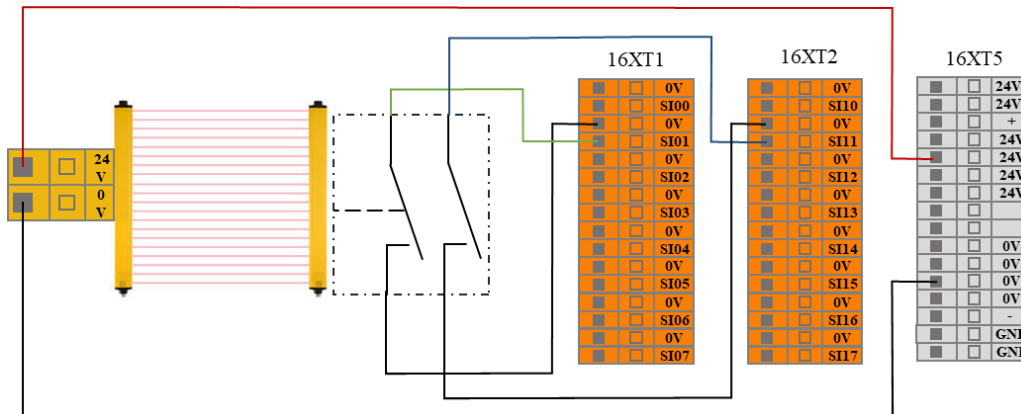 16XT1
16XT2
16XT5
24
V
0
V
0V
SI00
0V
SI01
0V
SI02
0V
SI03
0V
SI04
0V
SI05
0V
SI06
0V
SI07
0V
SI10
0V
SI11
0V
SI12
0V
SI13
0V
SI14
0V
SI15
0V
SI16
0V
SI17
24V
24V
+
24V
24V
24V
24V
0V
0V
0V
0V
-
GND
GND